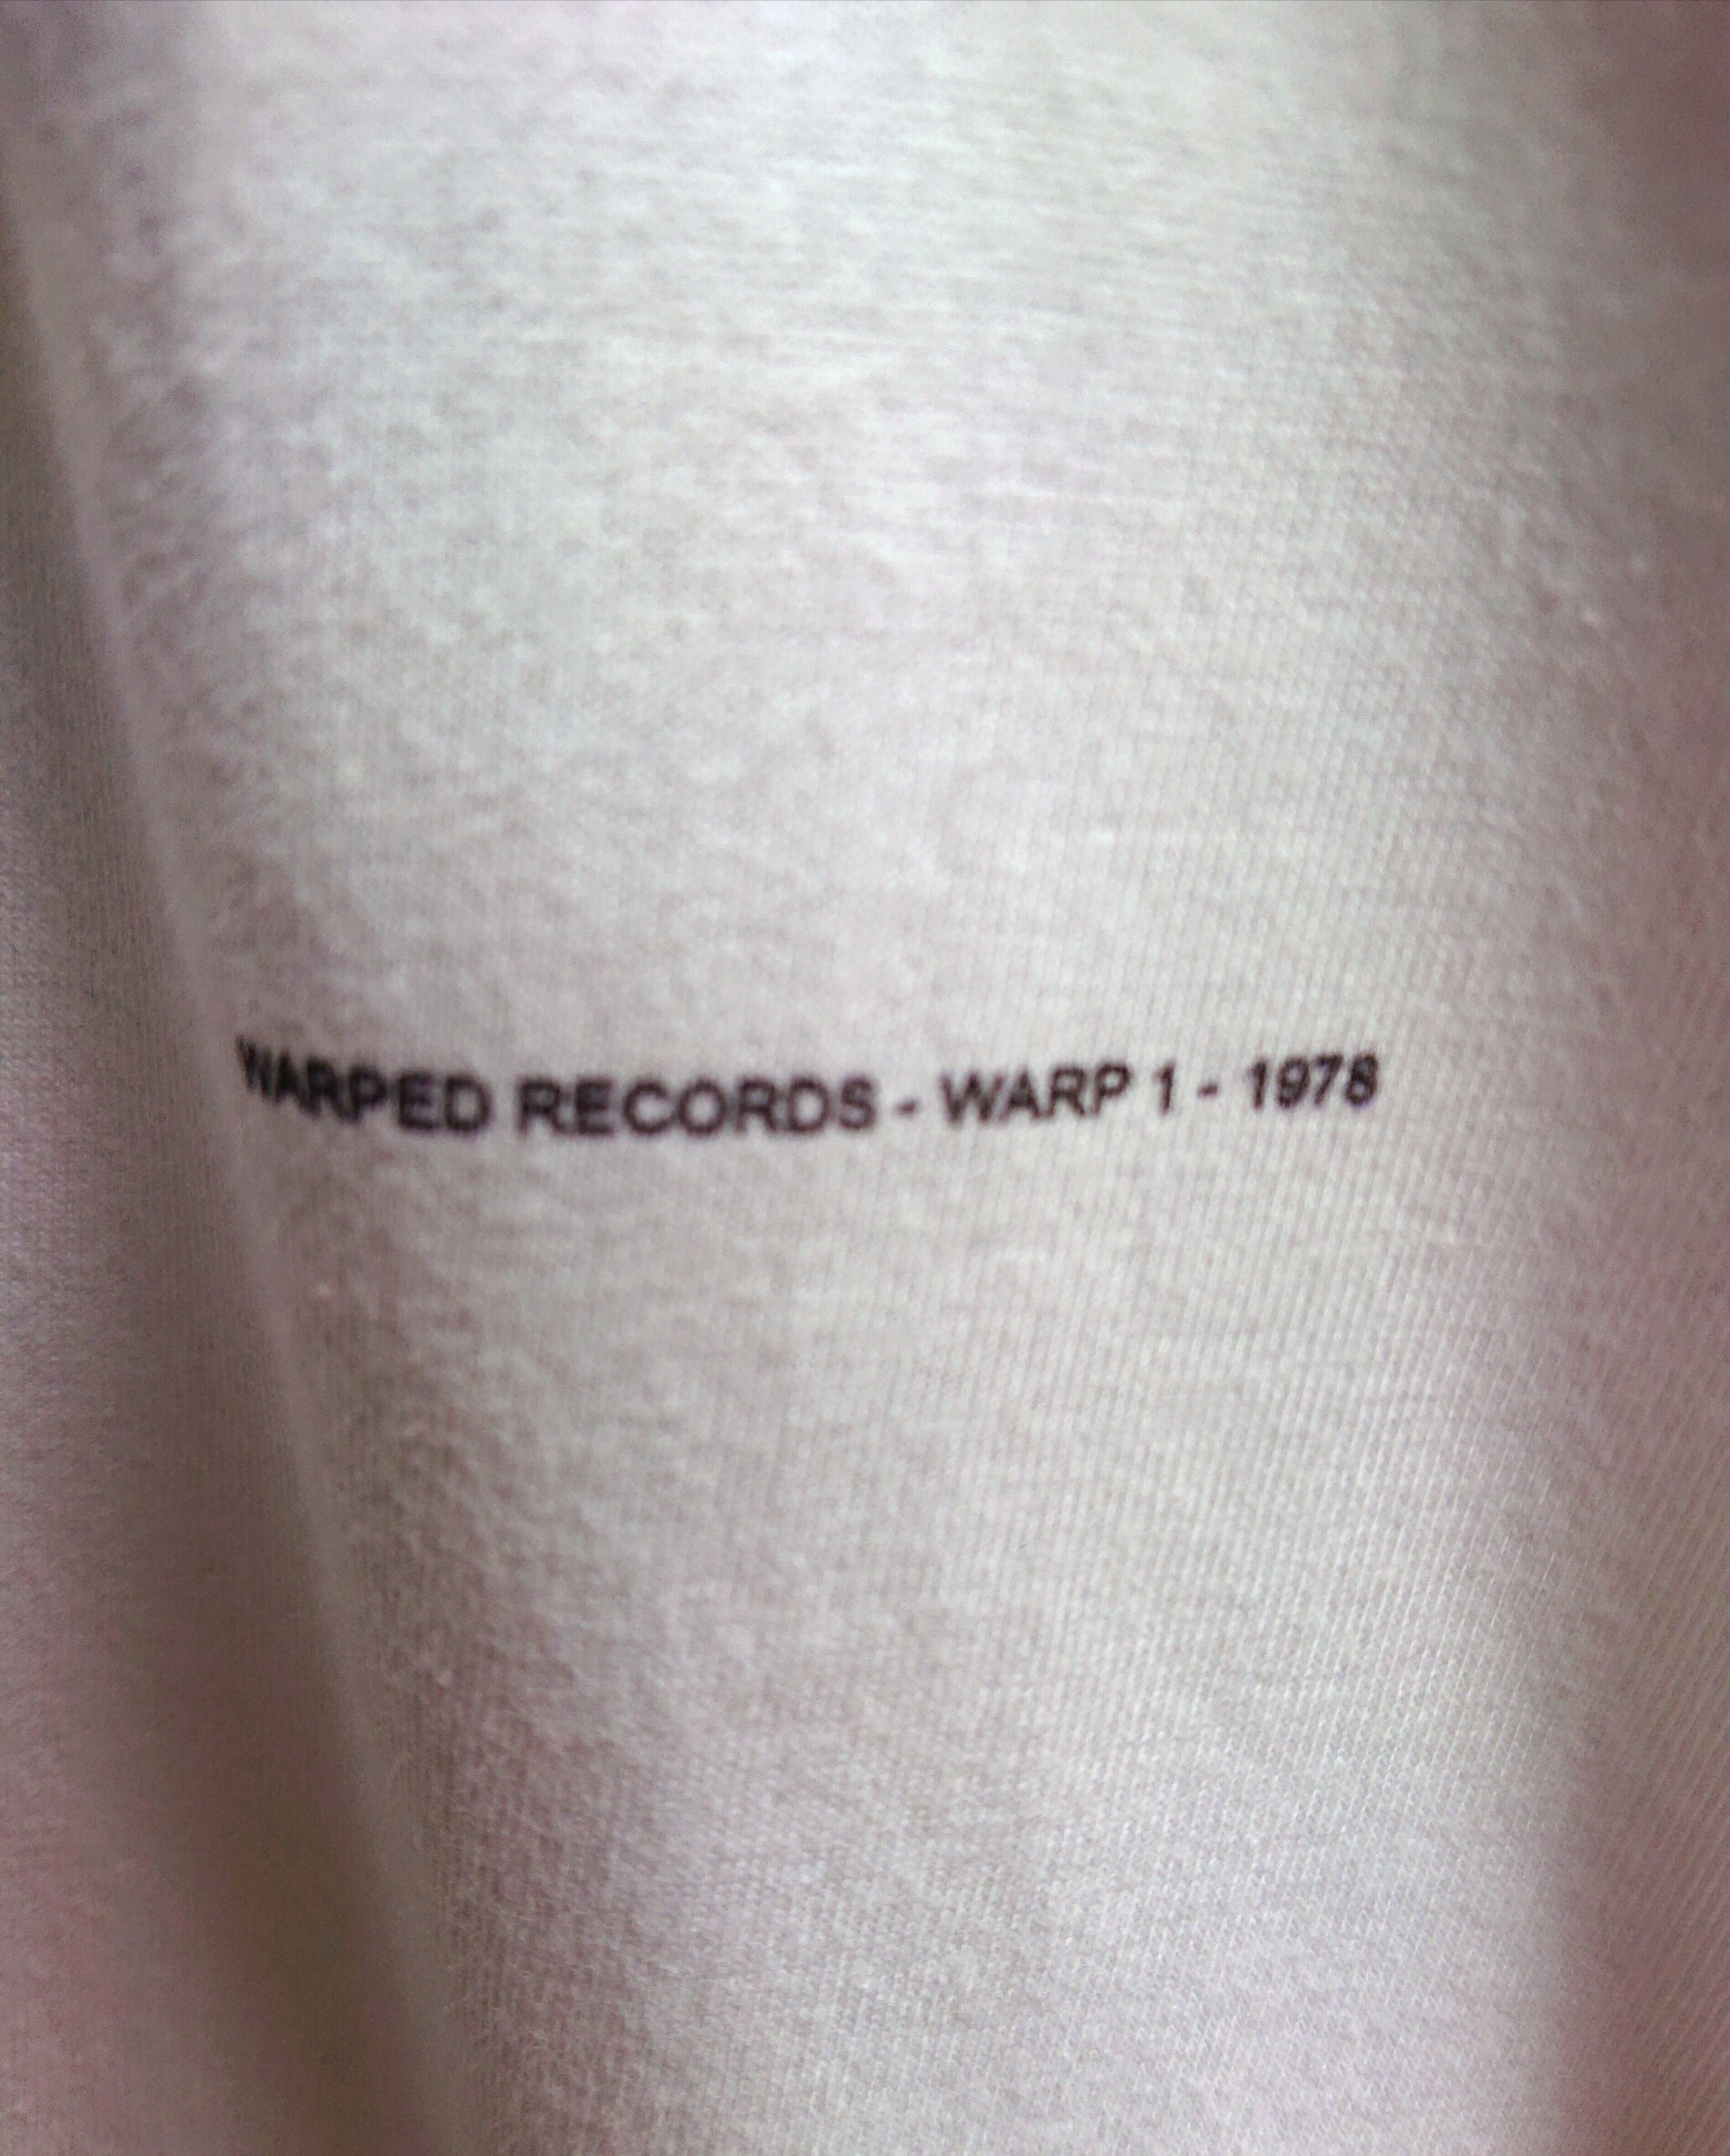 WARPED RECORDS - WARP 1 - 1978